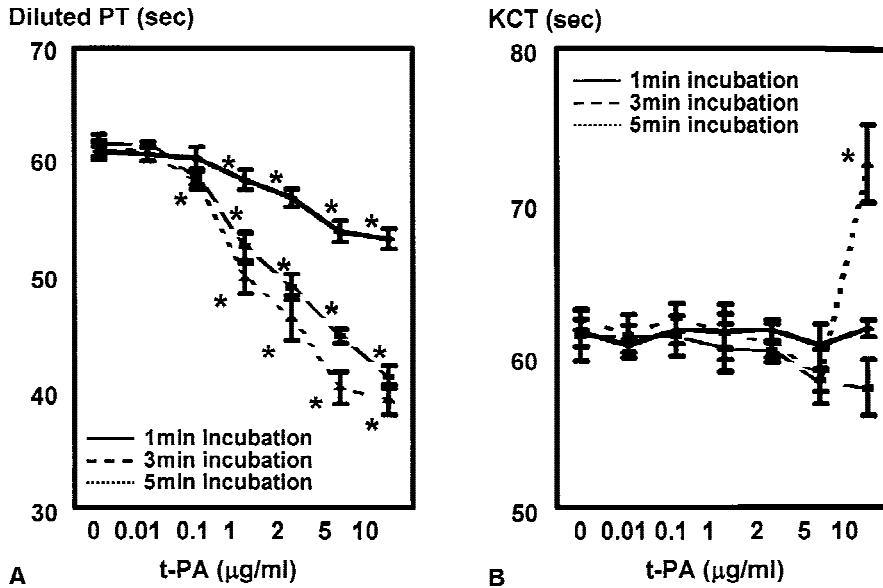 Diluted PT (sec)
70
60
50
40
30
* * * *
* * * * *
* * * * *
1min incubation
3min incubation
5min incubation
0 0.01 0.1 1 2 5 10
t-PA (μg/ml)
A
KCT (sec)
80
70
60
50
1min incubation
3min incubation
5min incubation
*
0 0.01 0.1 1 2 5 10
t-PA (μg/ml)
B